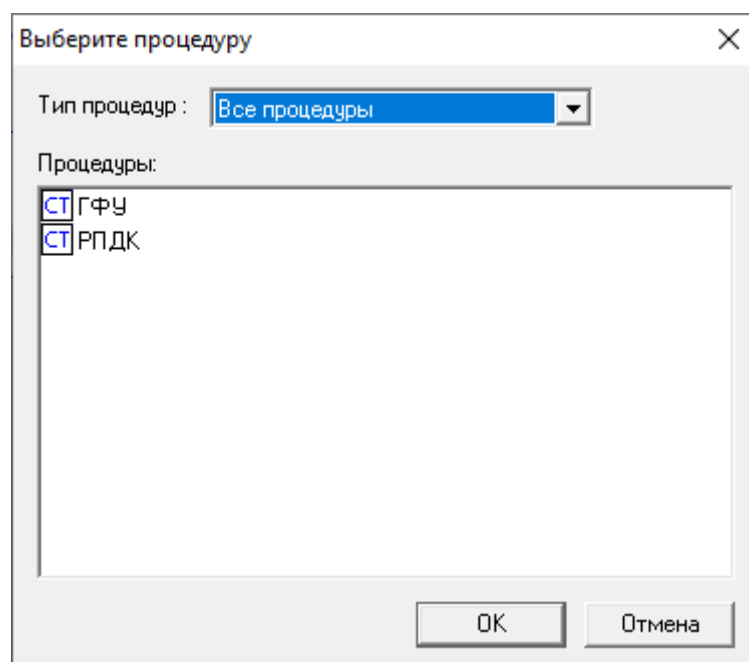 Выберите процедуру
Тип процедур : Все процедуры
Процедуры:
СТ ГФУ
СТ РПДК
OK Отмена